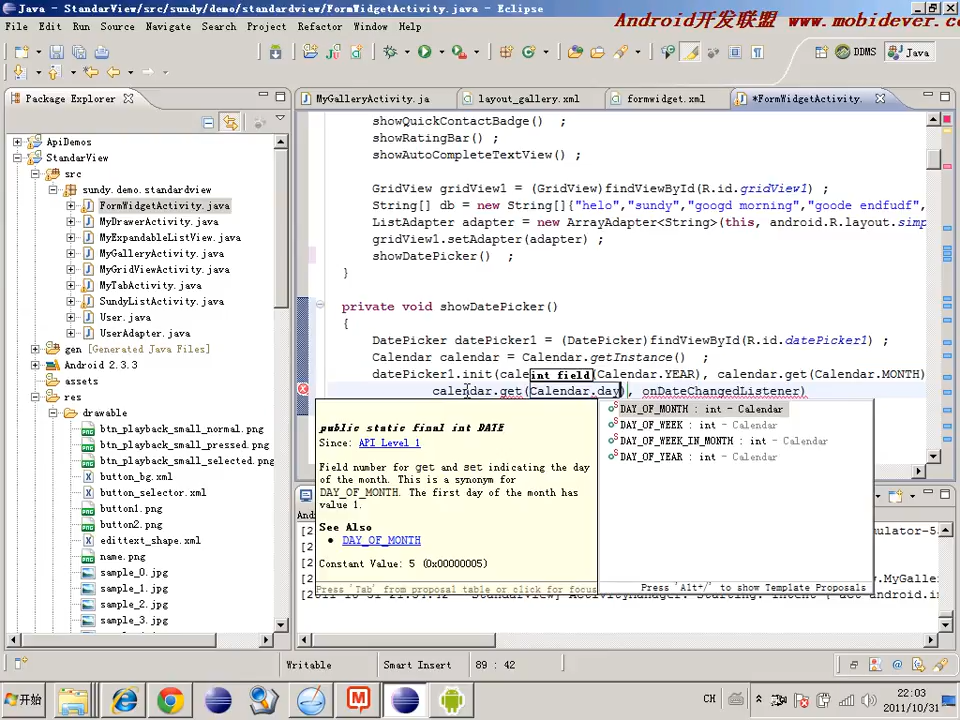 Java - StandarView/src/sundy/demo/standardview/FormWidgetActivity.java - Eclipse
Android开发联盟 www.mobidever.co
File Edit Run Source Navigate Search Project Refactor Window Help
DDMS Java
Package Explorer
MyGalleryActivity.ja layout_gallery.xml formwidget.xml *FormWidgetActivity.
ApiDemos
StandarView
src
sundy.demo.standardview
FormWidgetActivity.java
MyDrawerActivity.java
MyExpandableListView.java
MyGalleryActivity.java
MyGridViewActivity.java
MyTabActivity.java
SundyListActivity.java
User.java
UserAdapter.java
gen [Generated Java Files]
Android 2.3.3
assets
res
drawable
btn_playback_small_normal.png
btn_playback_small_pressed.png
btn_playback_small_selected.png
button_bg.xml
button_selector.xml
button1.png
button2.png
edittext_shape.xml
name.png
sample_0.jpg
sample_1.jpg
sample_2.jpg
sample_3.jpg
showQuickContactBadge() ;
showRatingBar() ;
showAutoCompleteTextView() ;
GridView gridView1 = (GridView)findViewById(R.id.gridView1) ;
String[] db = new String[]{"helo","sundy","googd morning","goode endfudf",
ListAdapter adapter = new ArrayAdapter<String>(this, android.R.layout.simp
gridView1.setAdapter(adapter) ;
showDatePicker() ;
}
private void showDatePicker()
{
DatePicker datePicker1 = (DatePicker)findViewById(R.id.datePicker1) ;
Calendar calendar = Calendar.getInstance() ;
datePicker1.init(cale int field (Calendar.YEAR), calendar.get(Calendar.MONTH)
calendar.get(Calendar.day), onDateChangedListener)
public static final int DATE
Since: API Level 1
Field number for get and set indicating the day
of the month. This is a synonym for
DAY_OF_MONTH. The first day of the month has
value 1.
See Also
DAY_OF_MONTH
Constant Value: 5 (0x00000005)
Press 'Tab' from proposal table or click for focus
DAY_OF_MONTH : int - Calendar
DAY_OF_WEEK : int - Calendar
DAY_OF_WEEK_IN_MONTH : int - Calendar
DAY_OF_YEAR : int - Calendar
Press 'Alt+/' to show Template Proposals
Writable Smart Insert 89 : 42
开始
CH
22:03
2011/10/31